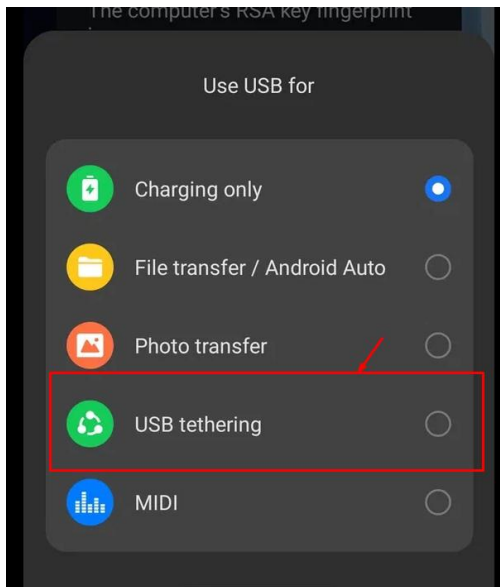 The computer's RSA key fingerprint
Use USB for
Charging only
File transfer / Android Auto
Photo transfer
USB tethering
MIDI